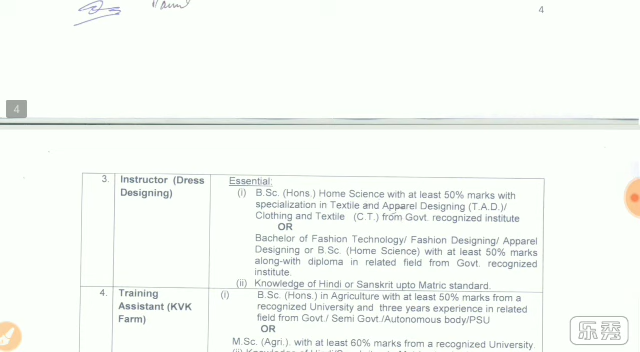 4
4
3. Instructor (Dress Designing)
Essential:
(i) B.Sc. (Hons.) Home Science with at least 50% marks with
specialization in Textile and Apparel Designing (T.A.D.)/
Clothing and Textile (C.T.) from Govt. recognized institute
OR
Bachelor of Fashion Technology/ Fashion Designing/ Apparel
Designing or B.Sc. (Home Science) with at least 50% marks
along-with diploma in related field from Govt. recognized
institute.
(ii) Knowledge of Hindi or Sanskrit upto Matric standard.
4. Training
Assistant (KVK
Farm)
(i) B.Sc. (Hons.) in Agriculture with at least 50% marks from a
recognized University and three years experience in related
field from Govt./ Semi Govt./Autonomous body/PSU
OR
M.Sc. (Agri.). with at least 60% marks from a recognized University.
乐秀